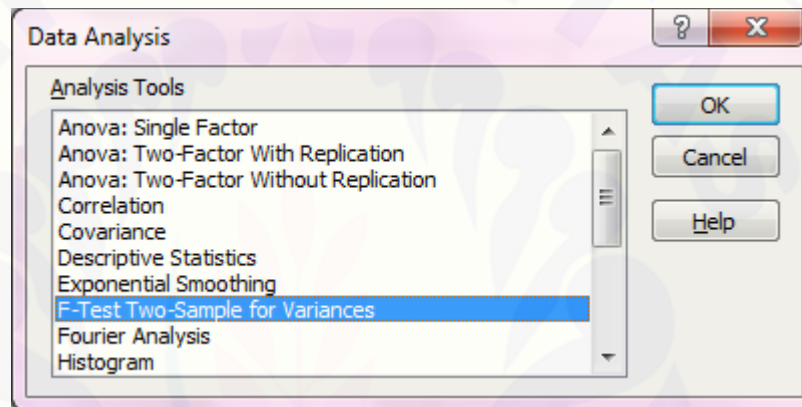 Data Analysis
Analysis Tools
Anova: Single Factor
Anova: Two-Factor With Replication
Anova: Two-Factor Without Replication
Correlation
Covariance
Descriptive Statistics
Exponential Smoothing
F-Test Two-Sample for Variances
Fourier Analysis
Histogram
OK
Cancel
Help